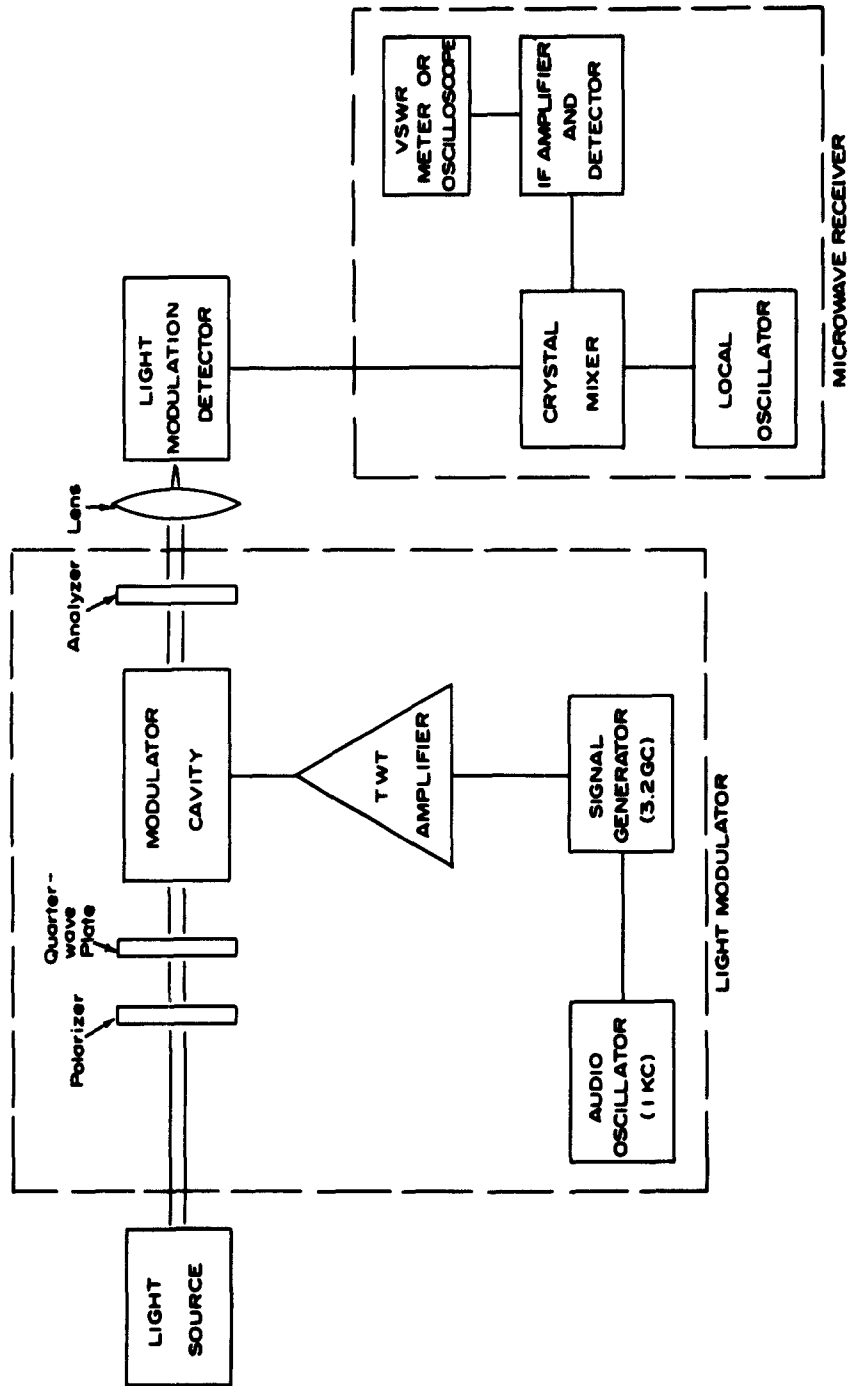 LIGHT
SOURCE
Polarizer
Quarter-
wave
Plate
MODULATOR
CAVITY
Analyzer
Lens
LIGHT
MODULATION
DETECTOR
TWT
AMPLIFIER
AUDIO
OSCILLATOR
(1 KC)
SIGNAL
GENERATOR
(3.2 GC)
LIGHT MODULATOR
CRYSTAL
MIXER
LOCAL
OSCILLATOR
VSWR
METER OR
OSCILLOSCOPE
IF AMPLIFIER
AND
DETECTOR
MICROWAVE RECEIVER